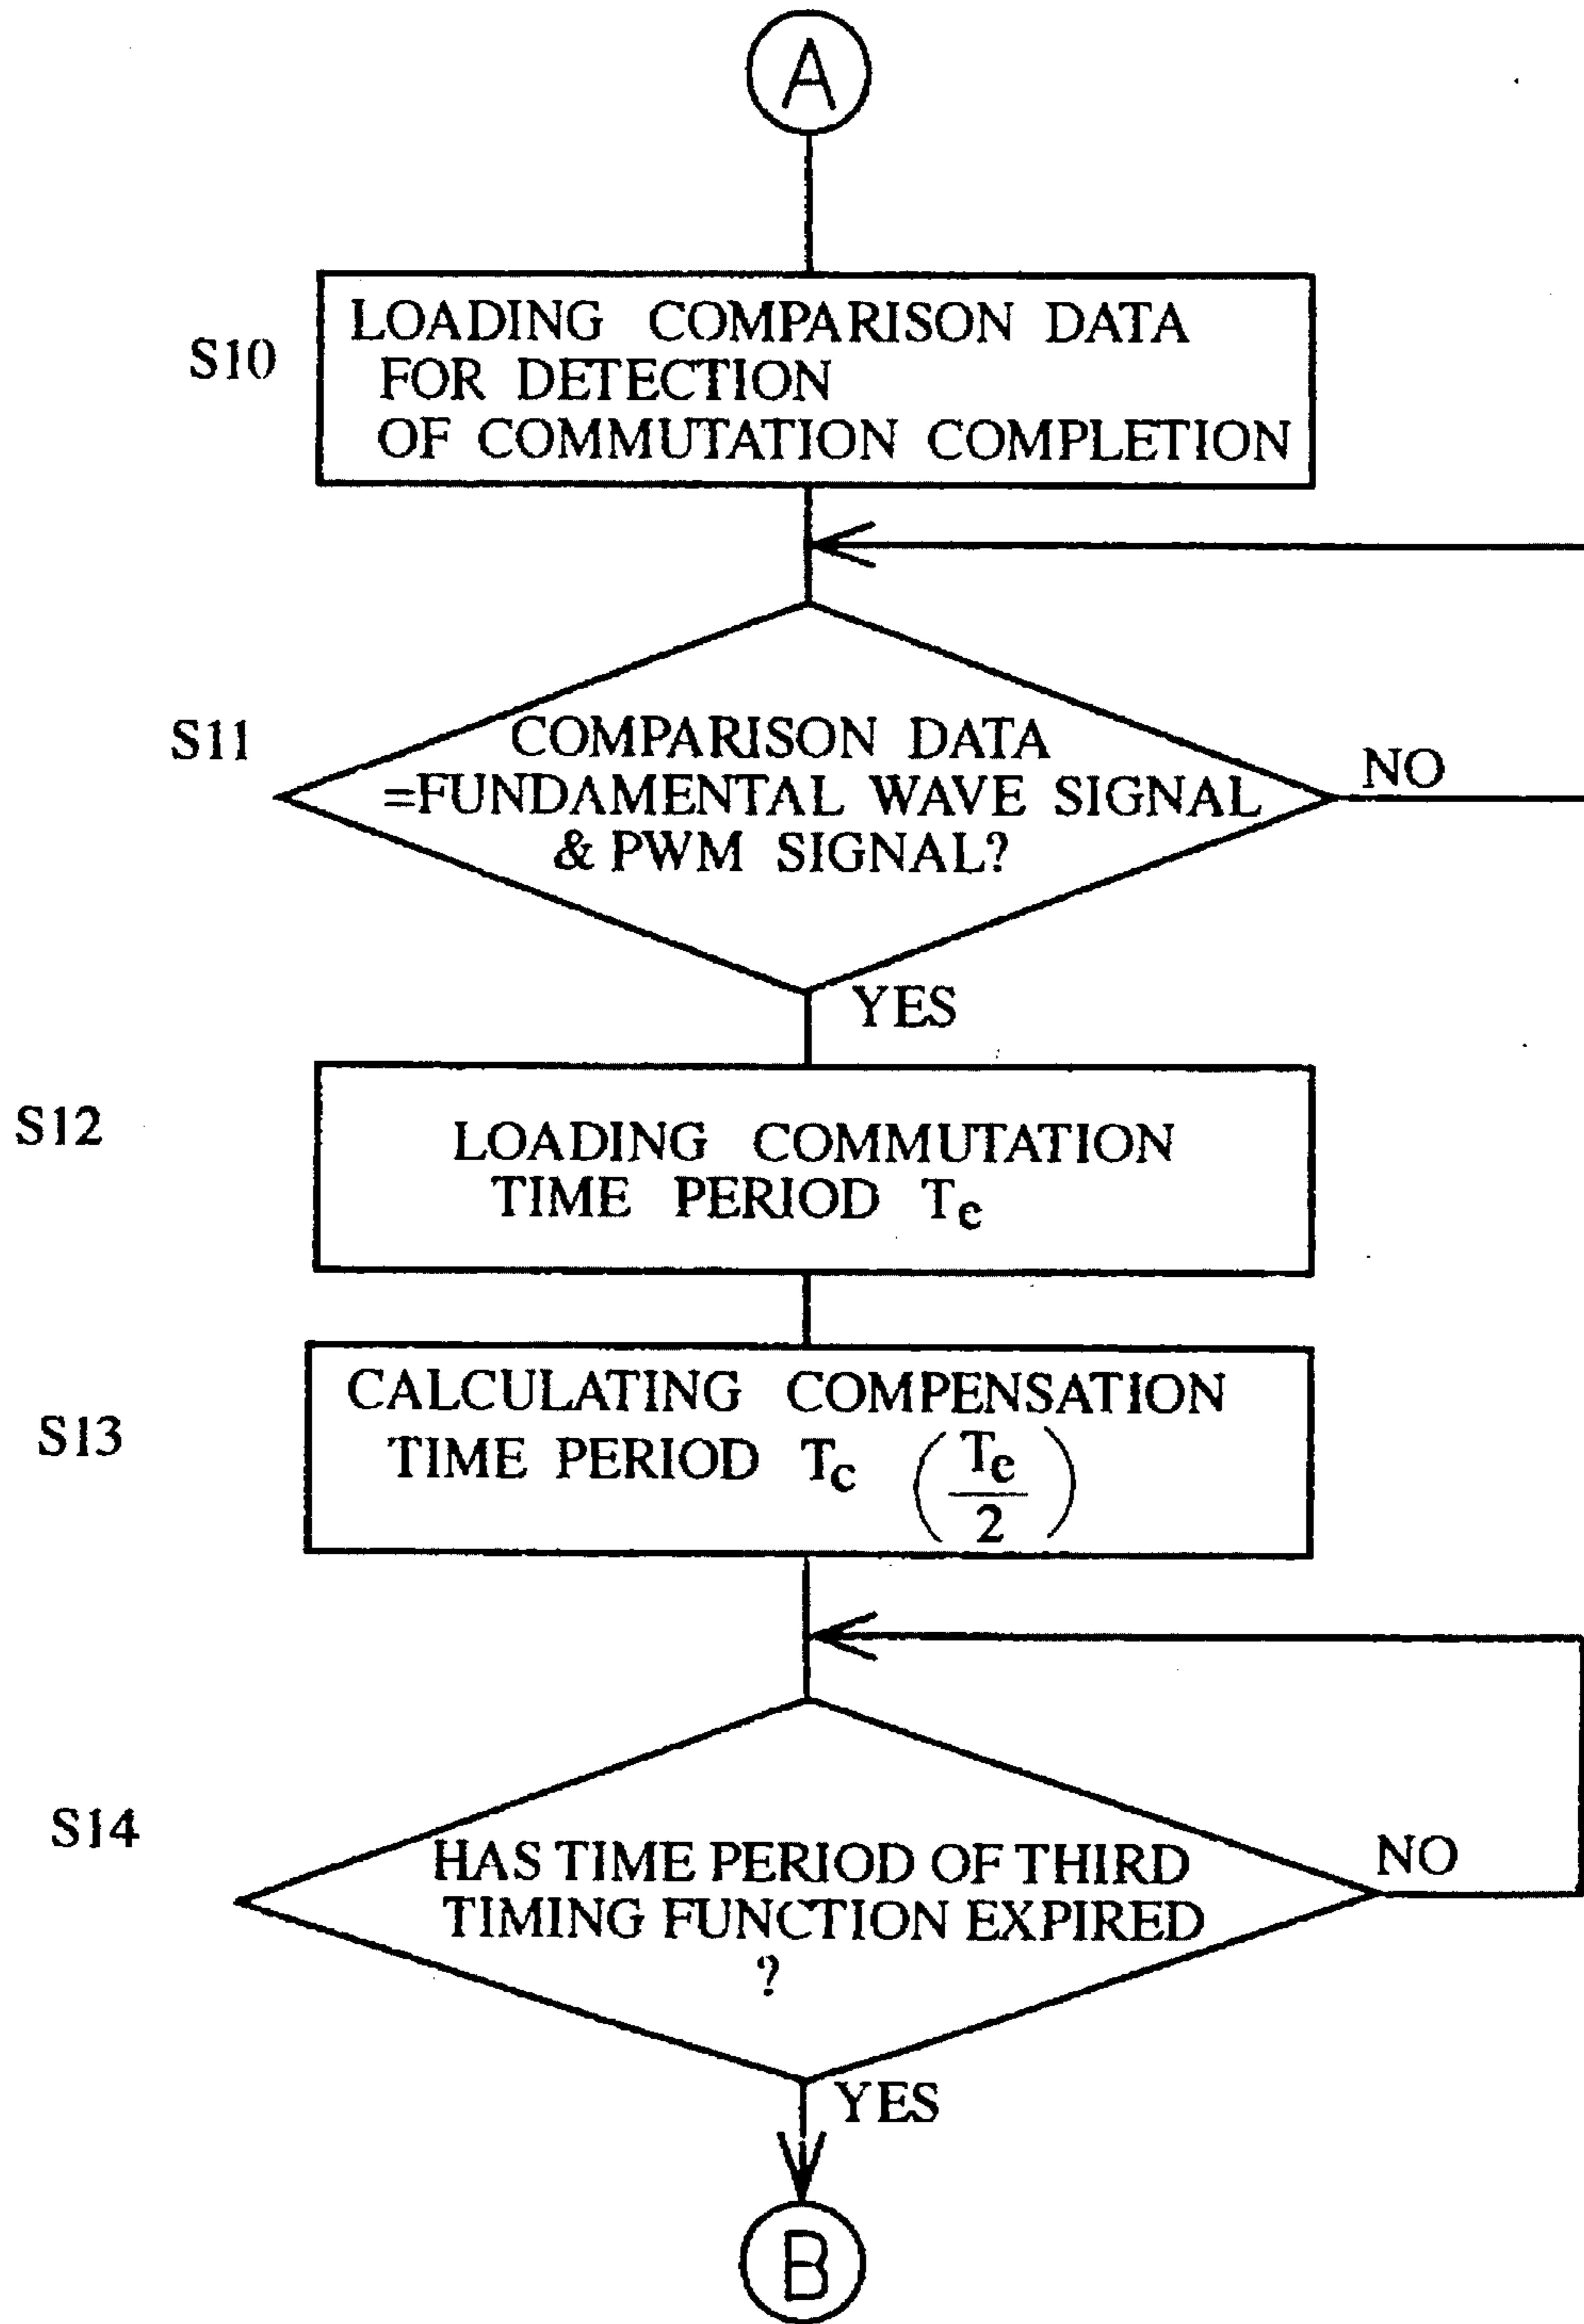 A
S10
LOADING COMPARISON DATA
FOR DETECTION
OF COMMUTATION COMPLETION
S11
COMPARISON DATA
=FUNDAMENTAL WAVE SIGNAL
& PWM SIGNAL?
NO
YES
S12
LOADING COMMUTATION
TIME PERIOD Te
S13
CALCULATING COMPENSATION
TIME PERIOD Tc (Te/2)
S14
HAS TIME PERIOD OF THIRD
TIMING FUNCTION EXPIRED
?
NO
YES
B